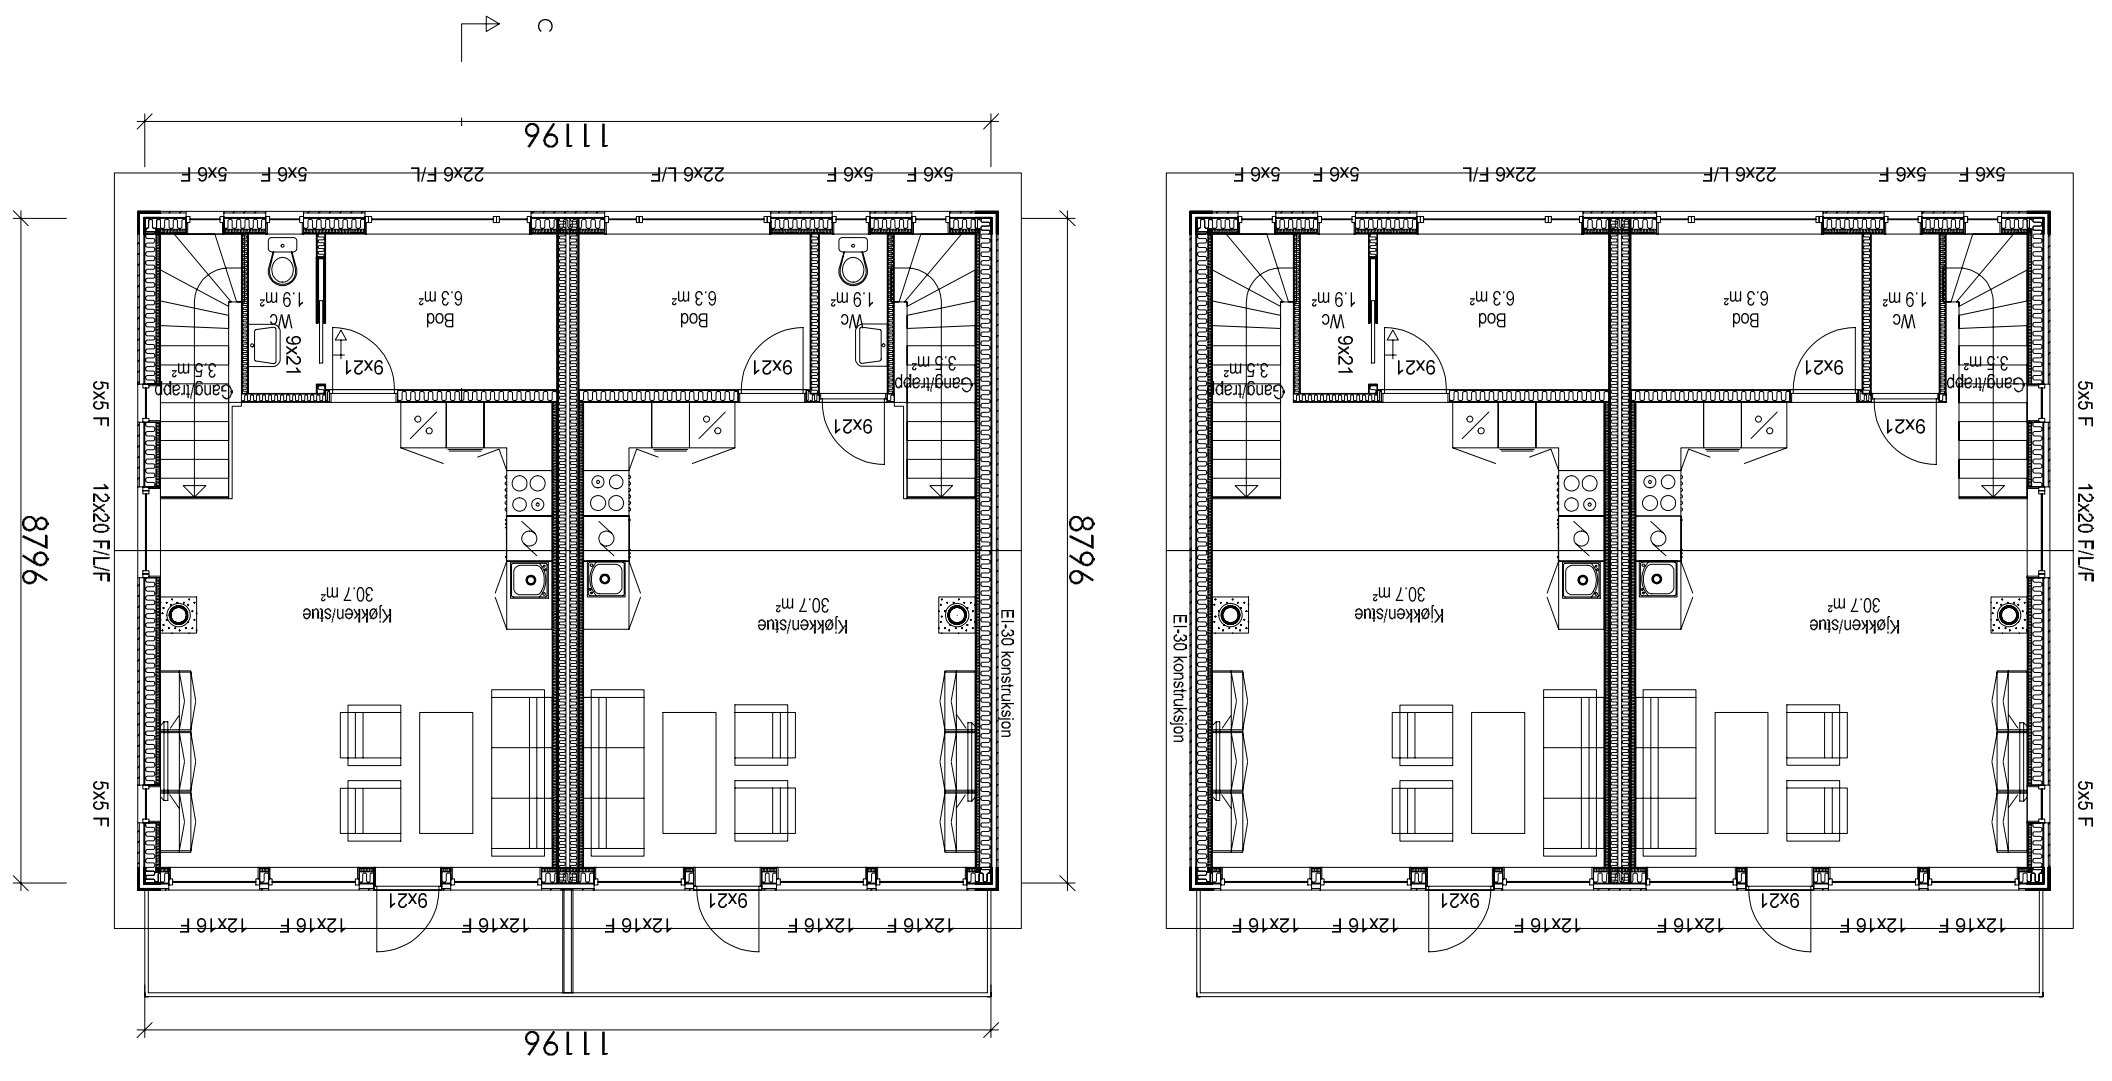 C
11196
5x6 F
5x6 F
22x6 F/L
22x6 L/F
5x6 F
5x6 F
5x6 F
5x6 F
22x6 F/L
22x6 L/F
5x6 F
5x6 F
Wc
1.9 m²
Bod
6.3 m²
Bod
6.3 m²
Wc
1.9 m²
Wc
1.9 m²
Bod
6.3 m²
Bod
6.3 m²
Wc
1.9 m²
9x21
9x21
9x21
9x21
9x21
9x21
Gang/trapp
3.5 m²
Gang/trapp
3.5 m²
Gang/trapp
3.5 m²
Gang/trapp
3.5 m²
5x5 F
9x21
9x21
5x5 F
8796
12x20 F/L/F
8796
12x20 F/L/F
Kjøkken/stue
30.7 m²
Kjøkken/stue
30.7 m²
EI-30 konstruksjon
EI-30 konstruksjon
Kjøkken/stue
30.7 m²
Kjøkken/stue
30.7 m²
5x5 F
5x5 F
9x21
9x21
9x21
9x21
12x16 F
12x16 F
12x16 F
12x16 F
12x16 F
12x16 F
12x16 F
12x16 F
12x16 F
12x16 F
12x16 F
12x16 F
11196